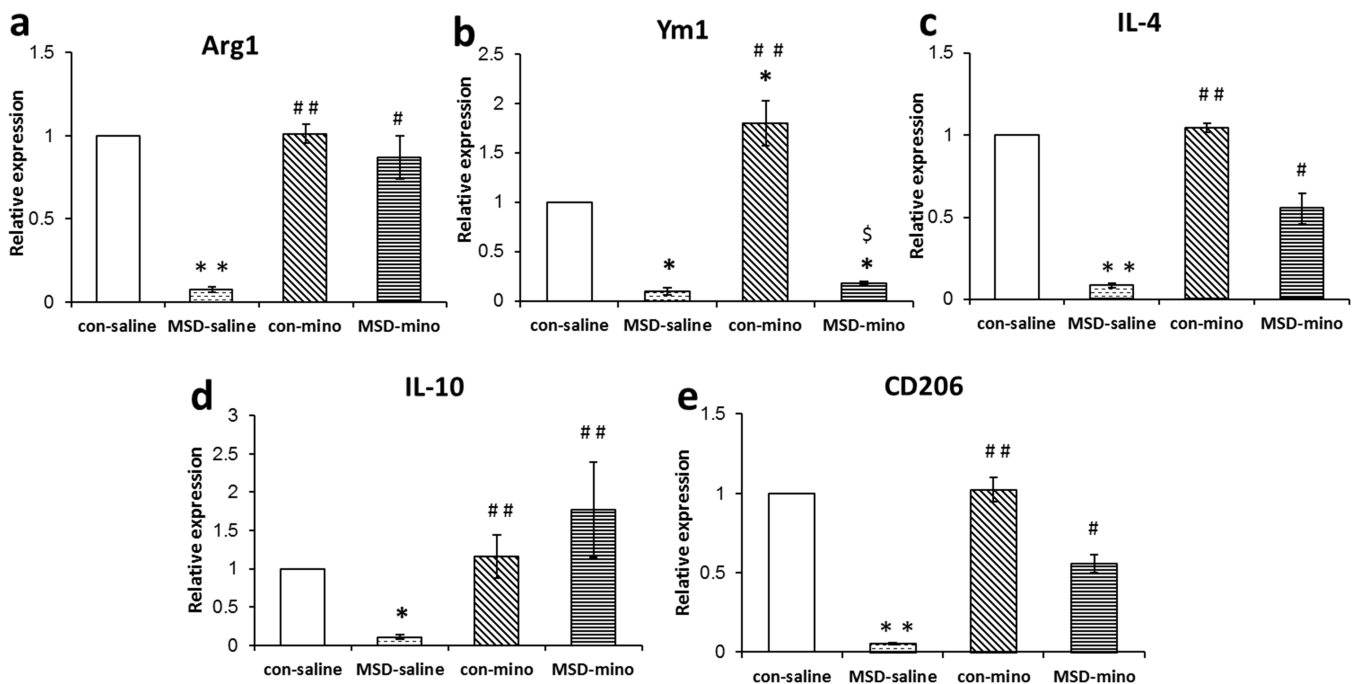 a
Arg1
Relative expression
1.5
1
0.5
0
* *
# #
#
con-saline MSD-saline con-mino MSD-mino
b
Ym1
Relative expression
2.5
2
1.5
1
0.5
0
*
# #
*
$
*
con-saline MSD-saline con-mino MSD-mino
c
IL-4
Relative expression
1.5
1
0.5
0
* *
# #
#
con-saline MSD-saline con-mino MSD-mino
d
IL-10
Relative expression
3
2.5
2
1.5
1
0.5
0
*
# #
# #
con-saline MSD-saline con-mino MSD-mino
e
CD206
Relative expression
1.5
1
0.5
0
* *
# #
#
con-saline MSD-saline con-mino MSD-mino